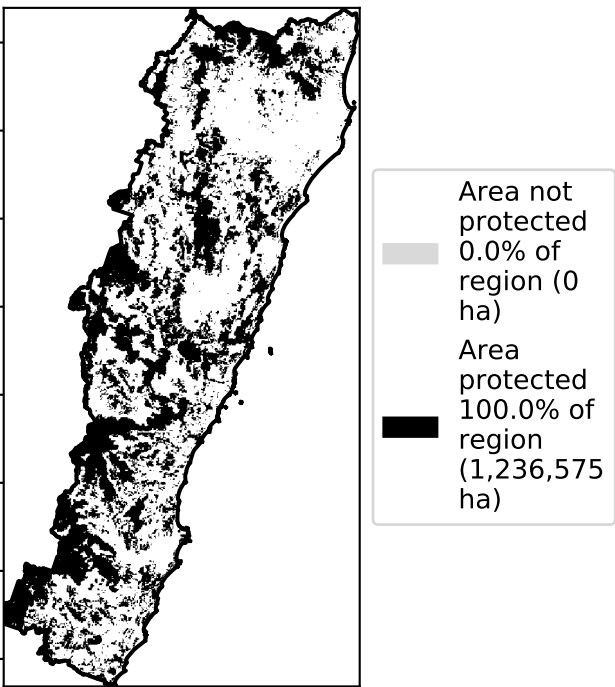 Area not
protected
0.0% of
region (0
ha)
Area
protected
100.0% of
region
(1,236,575
ha)